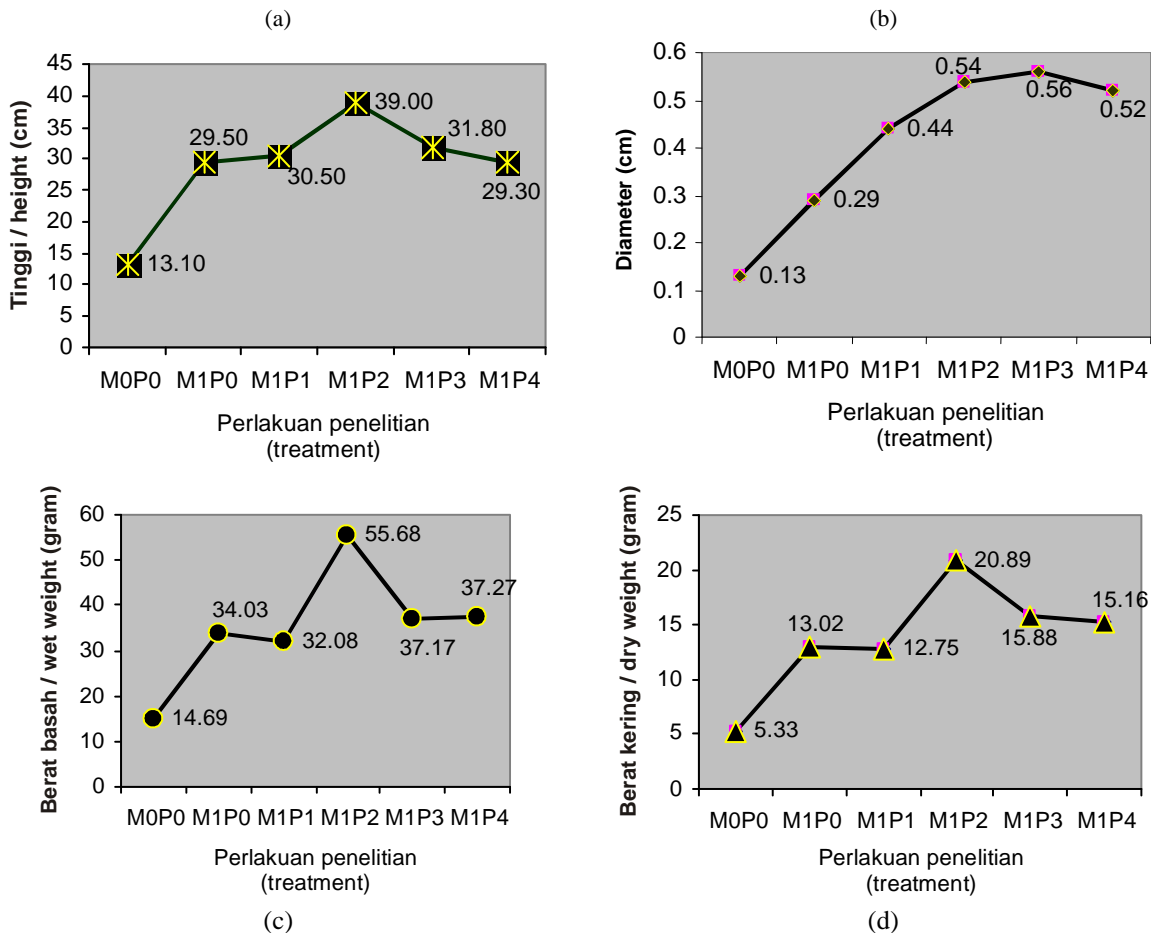 (a)
Tinggi / height (cm)
45
40
35
30
25
20
15
10
5
0
13.10
29.50
30.50
39.00
31.80
29.30
M0P0 M1P0 M1P1 M1P2 M1P3 M1P4
Perlakuan penelitian
(treatment)
(b)
Diameter (cm)
0.6
0.5
0.4
0.3
0.2
0.1
0
0.13
0.29
0.44
0.54
0.56
0.52
M0P0 M1P0 M1P1 M1P2 M1P3 M1P4
Perlakuan penelitian
(treatment)
Berat basah / wet weight (gram)
60
50
40
30
20
10
0
14.69
34.03
32.08
55.68
37.17
37.27
M0P0 M1P0 M1P1 M1P2 M1P3 M1P4
Perlakuan penelitian
(treatment)
(c)
Berat kering / dry weight (gram)
25
20
15
10
5
0
5.33
13.02
12.75
20.89
15.88
15.16
M0P0 M1P0 M1P1 M1P2 M1P3 M1P4
Perlakuan penelitian
(treatment)
(d)